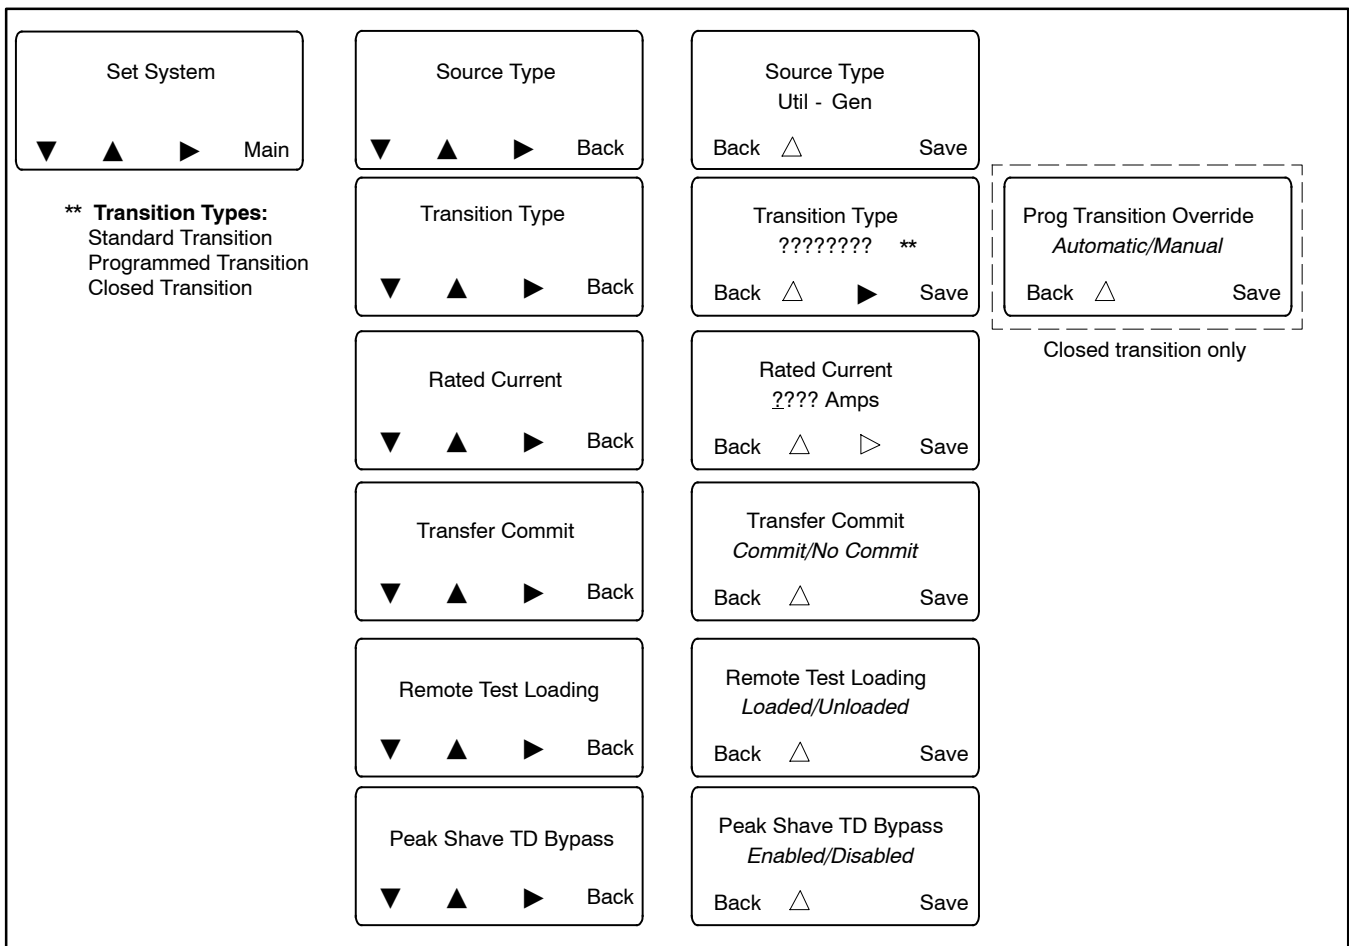 Set System
▼ ▲ ▶ Main
** Transition Types:
Standard Transition
Programmed Transition
Closed Transition
Source Type
▼ ▲ ▶ Back
Source Type
Util - Gen
Back △ Save
Transition Type
▼ ▲ ▶ Back
Transition Type
???????? **
Back △ ▶ Save
Prog Transition Override
Automatic/Manual
Back △ Save
Closed transition only
Rated Current
▼ ▲ ▶ Back
Rated Current
???? Amps
Back △ ▷ Save
Transfer Commit
▼ ▲ ▶ Back
Transfer Commit
Commit/No Commit
Back △ Save
Remote Test Loading
▼ ▲ ▶ Back
Remote Test Loading
Loaded/Unloaded
Back △ Save
Peak Shave TD Bypass
▼ ▲ ▶ Back
Peak Shave TD Bypass
Enabled/Disabled
Back △ Save